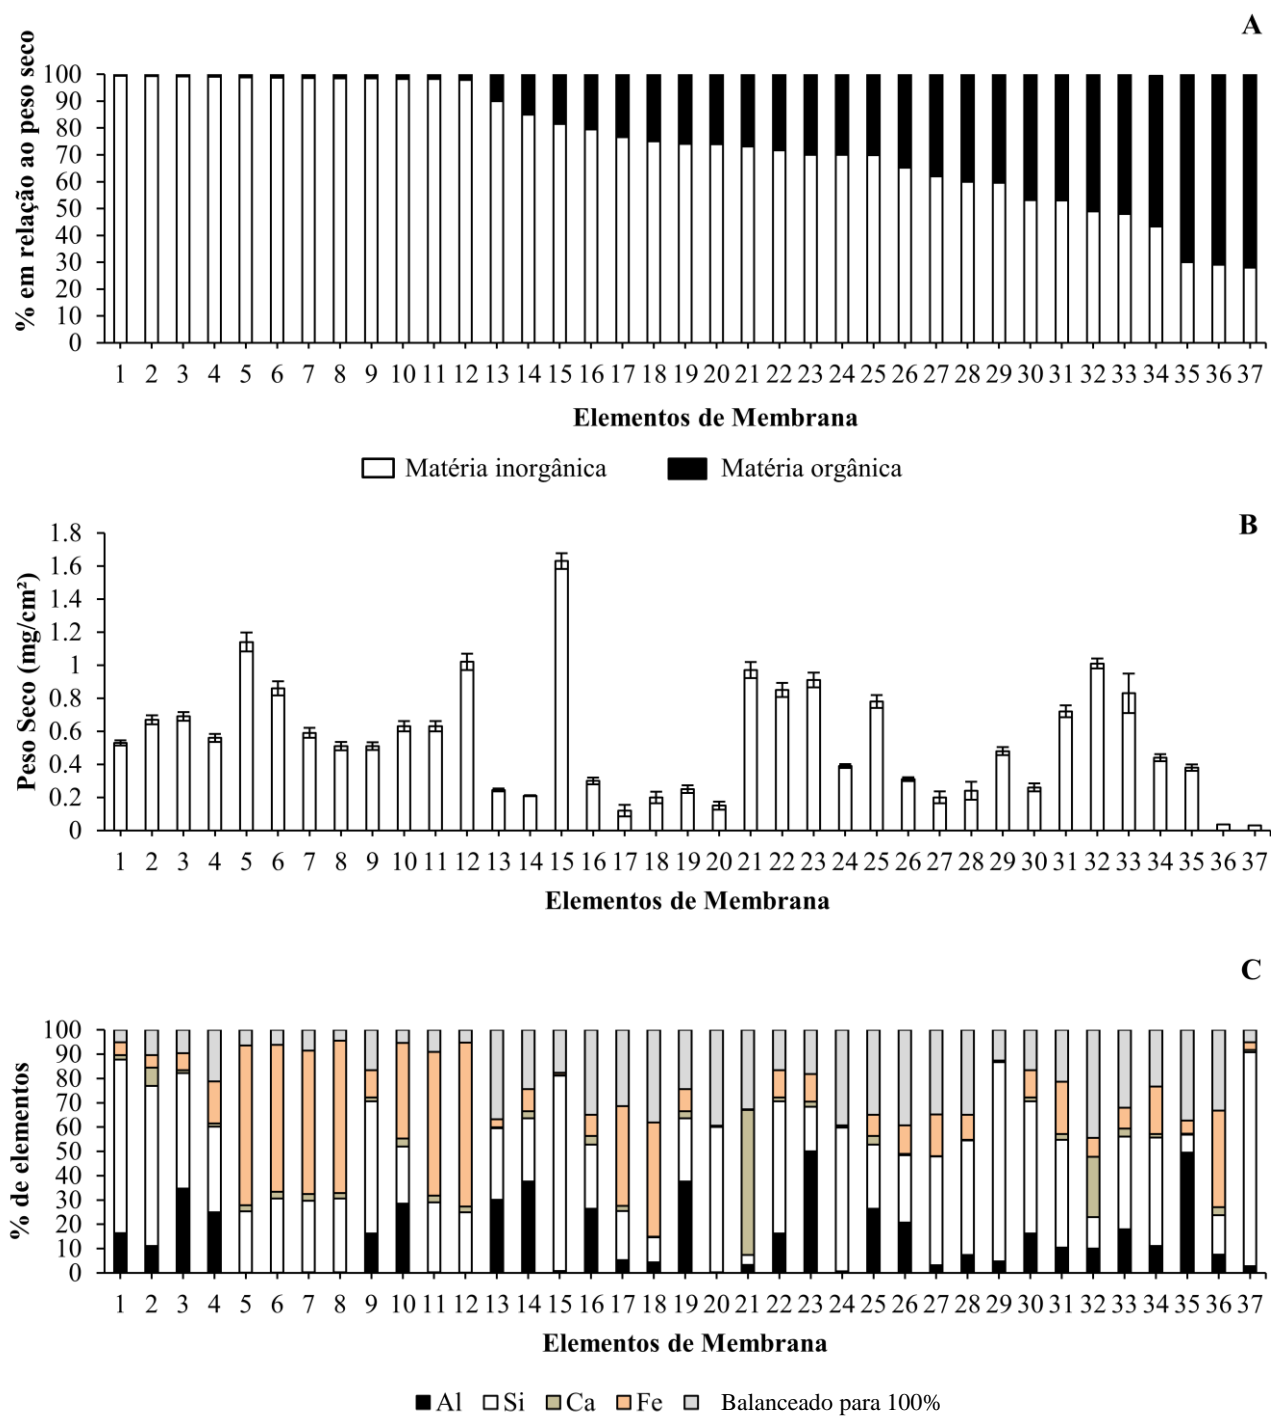 A
% em relação ao peso seco
100
90
80
70
60
50
40
30
20
10
0
1 2 3 4 5 6 7 8 9 10 11 12 13 14 15 16 17 18 19 20 21 22 23 24 25 26 27 28 29 30 31 32 33 34 35 36 37
Elementos de Membrana
Matéria inorgânica Matéria orgânica
B
Peso Seco (mg/cm²)
1.8
1.6
1.4
1.2
1
0.8
0.6
0.4
0.2
0
1 2 3 4 5 6 7 8 9 10 11 12 13 14 15 16 17 18 19 20 21 22 23 24 25 26 27 28 29 30 31 32 33 34 35 36 37
Elementos de Membrana
C
% de elementos
100
90
80
70
60
50
40
30
20
10
0
1 2 3 4 5 6 7 8 9 10 11 12 13 14 15 16 17 18 19 20 21 22 23 24 25 26 27 28 29 30 31 32 33 34 35 36 37
Elementos de Membrana
Al Si Ca Fe Balanceado para 100%